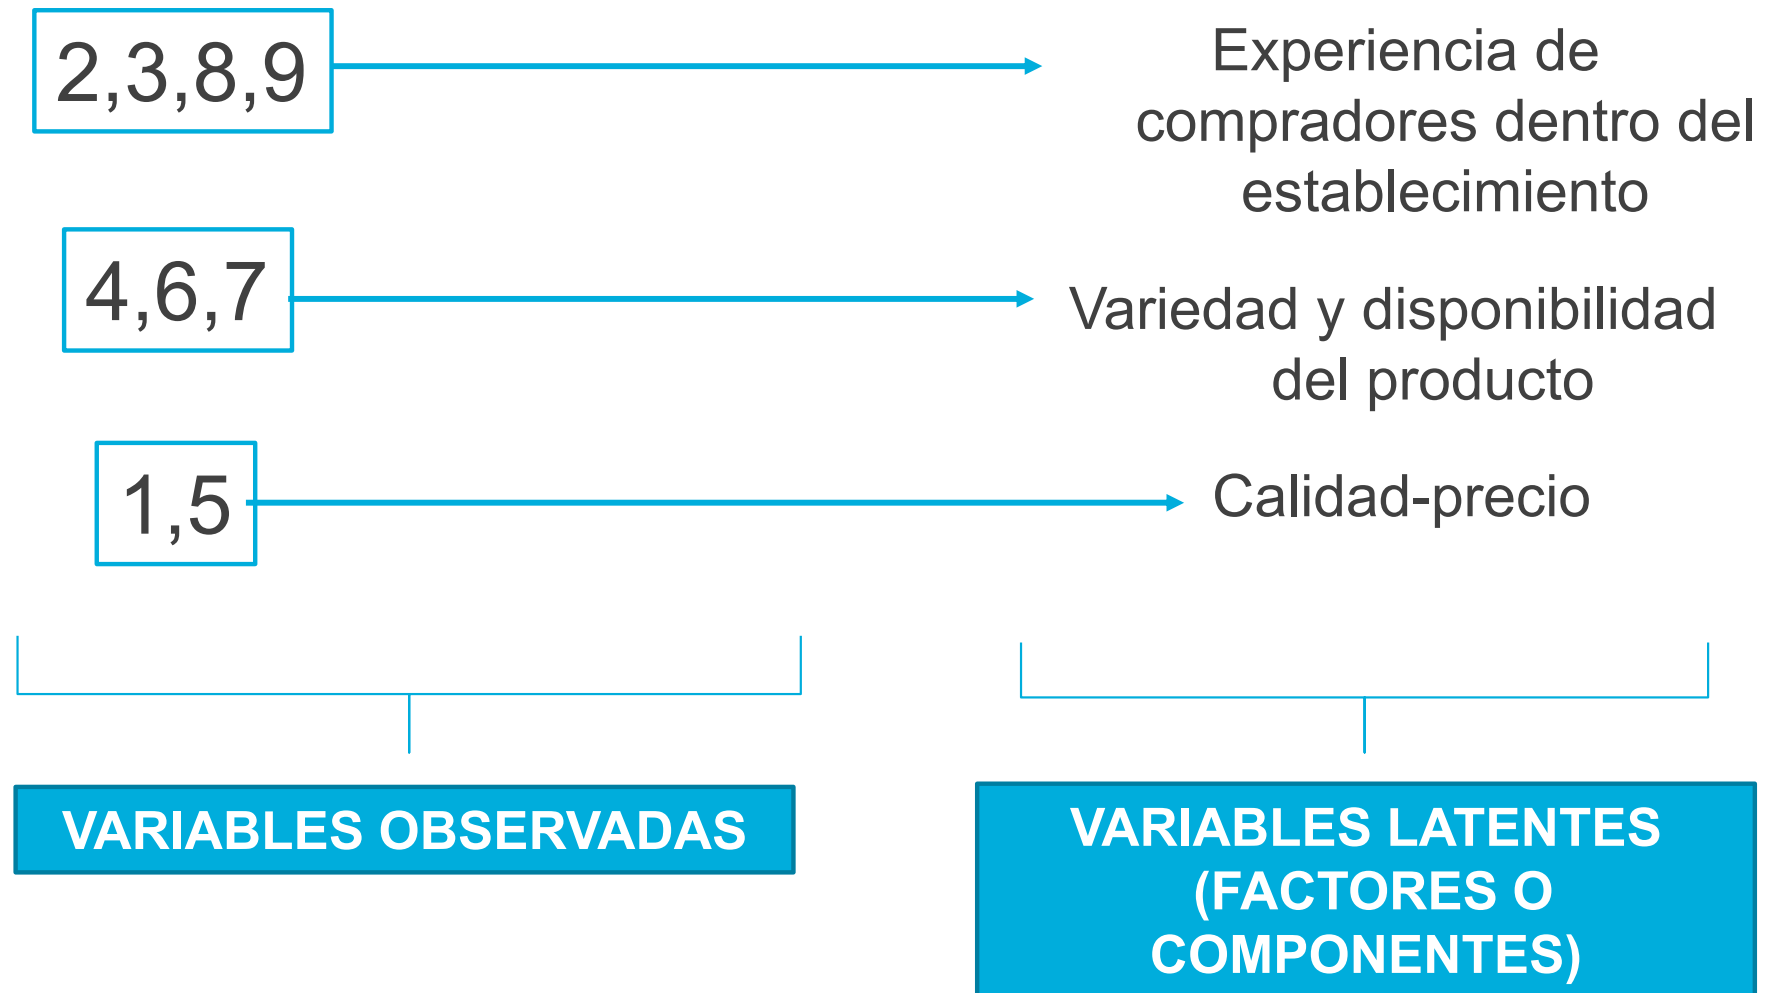 2,3,8,9
Experiencia de
compradores dentro del
establecimiento
4,6,7
Variedad y disponibilidad
del producto
1,5
Calidad-precio
VARIABLES OBSERVADAS
VARIABLES LATENTES
(FACTORES O
COMPONENTES)